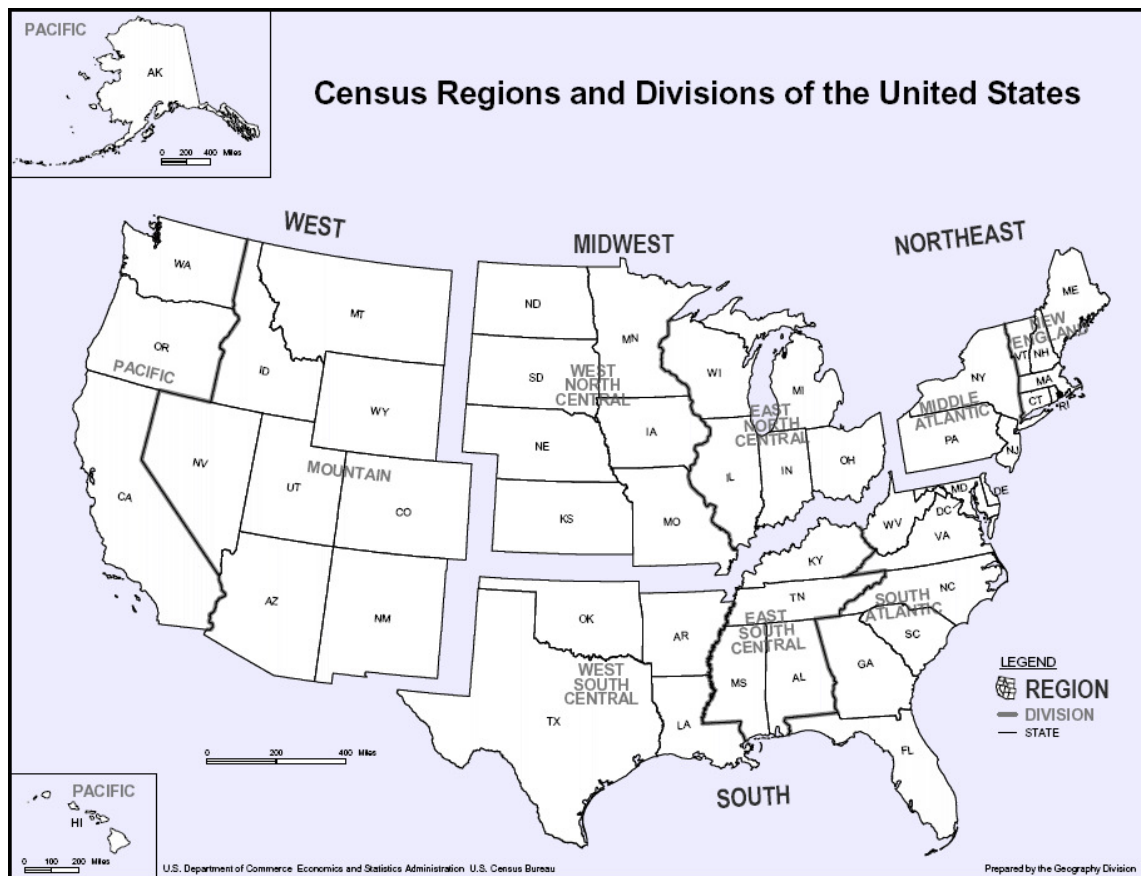 PACIFIC
AK
0 200 400 Miles
Census Regions and Divisions of the United States
WEST
MIDWEST
NORTHEAST
WA
MT
ND
MN
ME
OR
PACIFIC
ID
SD
WEST
NORTH
CENTRAL
WI
MI
NEW
ENGLAND
VT
NH
NY
MA
CT
RI
WY
NE
IA
EAST
NORTH
CENTRAL
MIDDLE
ATLANTIC
PA
NJ
NV
MOUNTAIN
UT
CO
CA
KS
MO
IL
IN
OH
MD
DE
DC
WV
VA
KY
AZ
NM
OK
AR
TN
NC
SOUTH
ATLANTIC
SC
EAST
SOUTH
CENTRAL
MS
AL
GA
WEST
SOUTH
CENTRAL
TX
LA
FL
LEGEND
REGION
DIVISION
STATE
0 200 400
Miles
SOUTH
PACIFIC
HI
0 100 200 Miles
U.S. Department of Commerce Economics and Statistics Administration U.S. Census Bureau
Prepared by the Geography Division